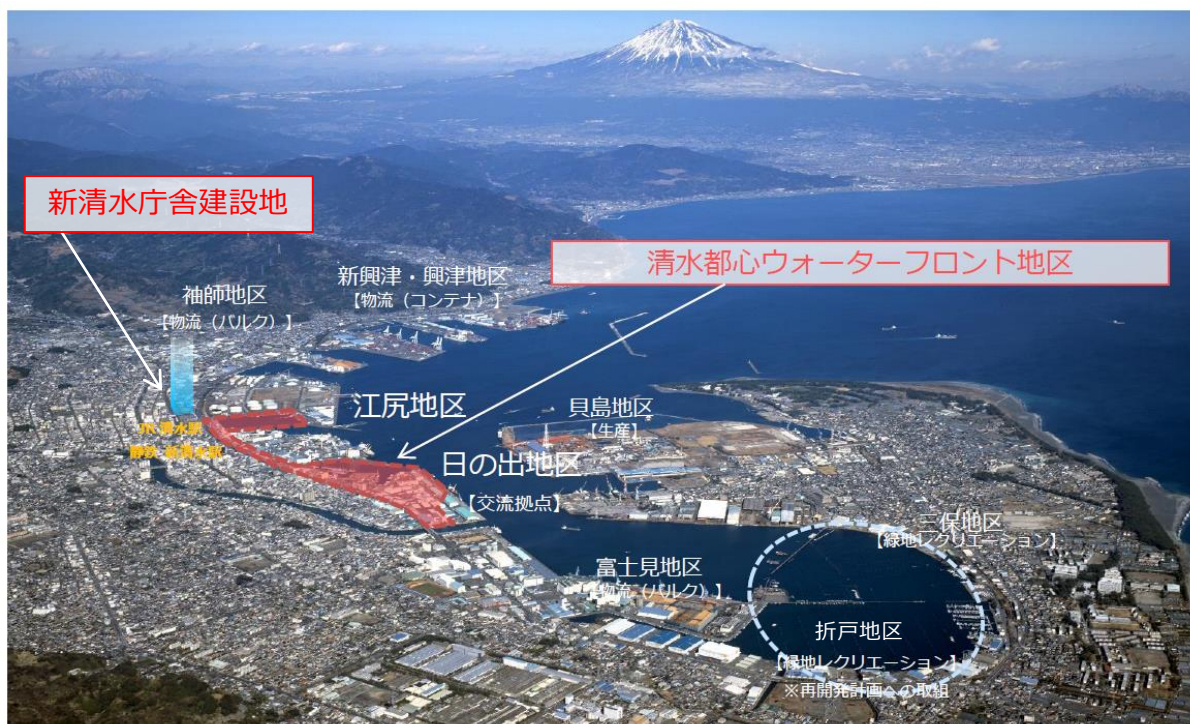 新清水庁舎建設地
清水都心ウォーターフロント地区
新興津・興津地区
【物流（コンテナ）】
袖師地区
【物流（バルク）】
江尻地区
貝島地区
【生産】
JR 清水駅
静鉄 新清水駅
日の出地区
【交流拠点】
三保地区
【緑地レクリエーション】
富士見地区
【物流（バルク）】
折戸地区
【緑地レクリエーション】
※再開発計画への取組